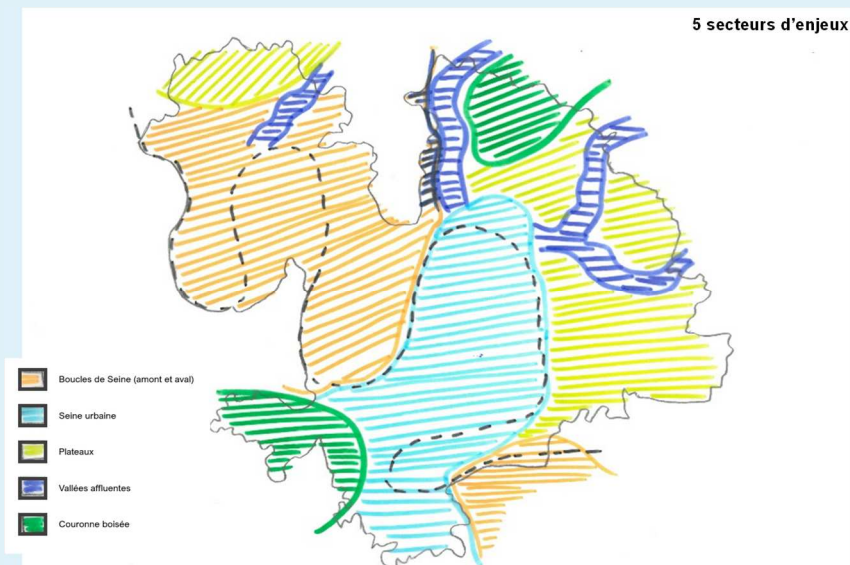 5 secteurs d'enjeux
Boucles de Seine (amont et aval)
Seine urbaine
Plateaux
Vallées affluentes
Couronne boisée